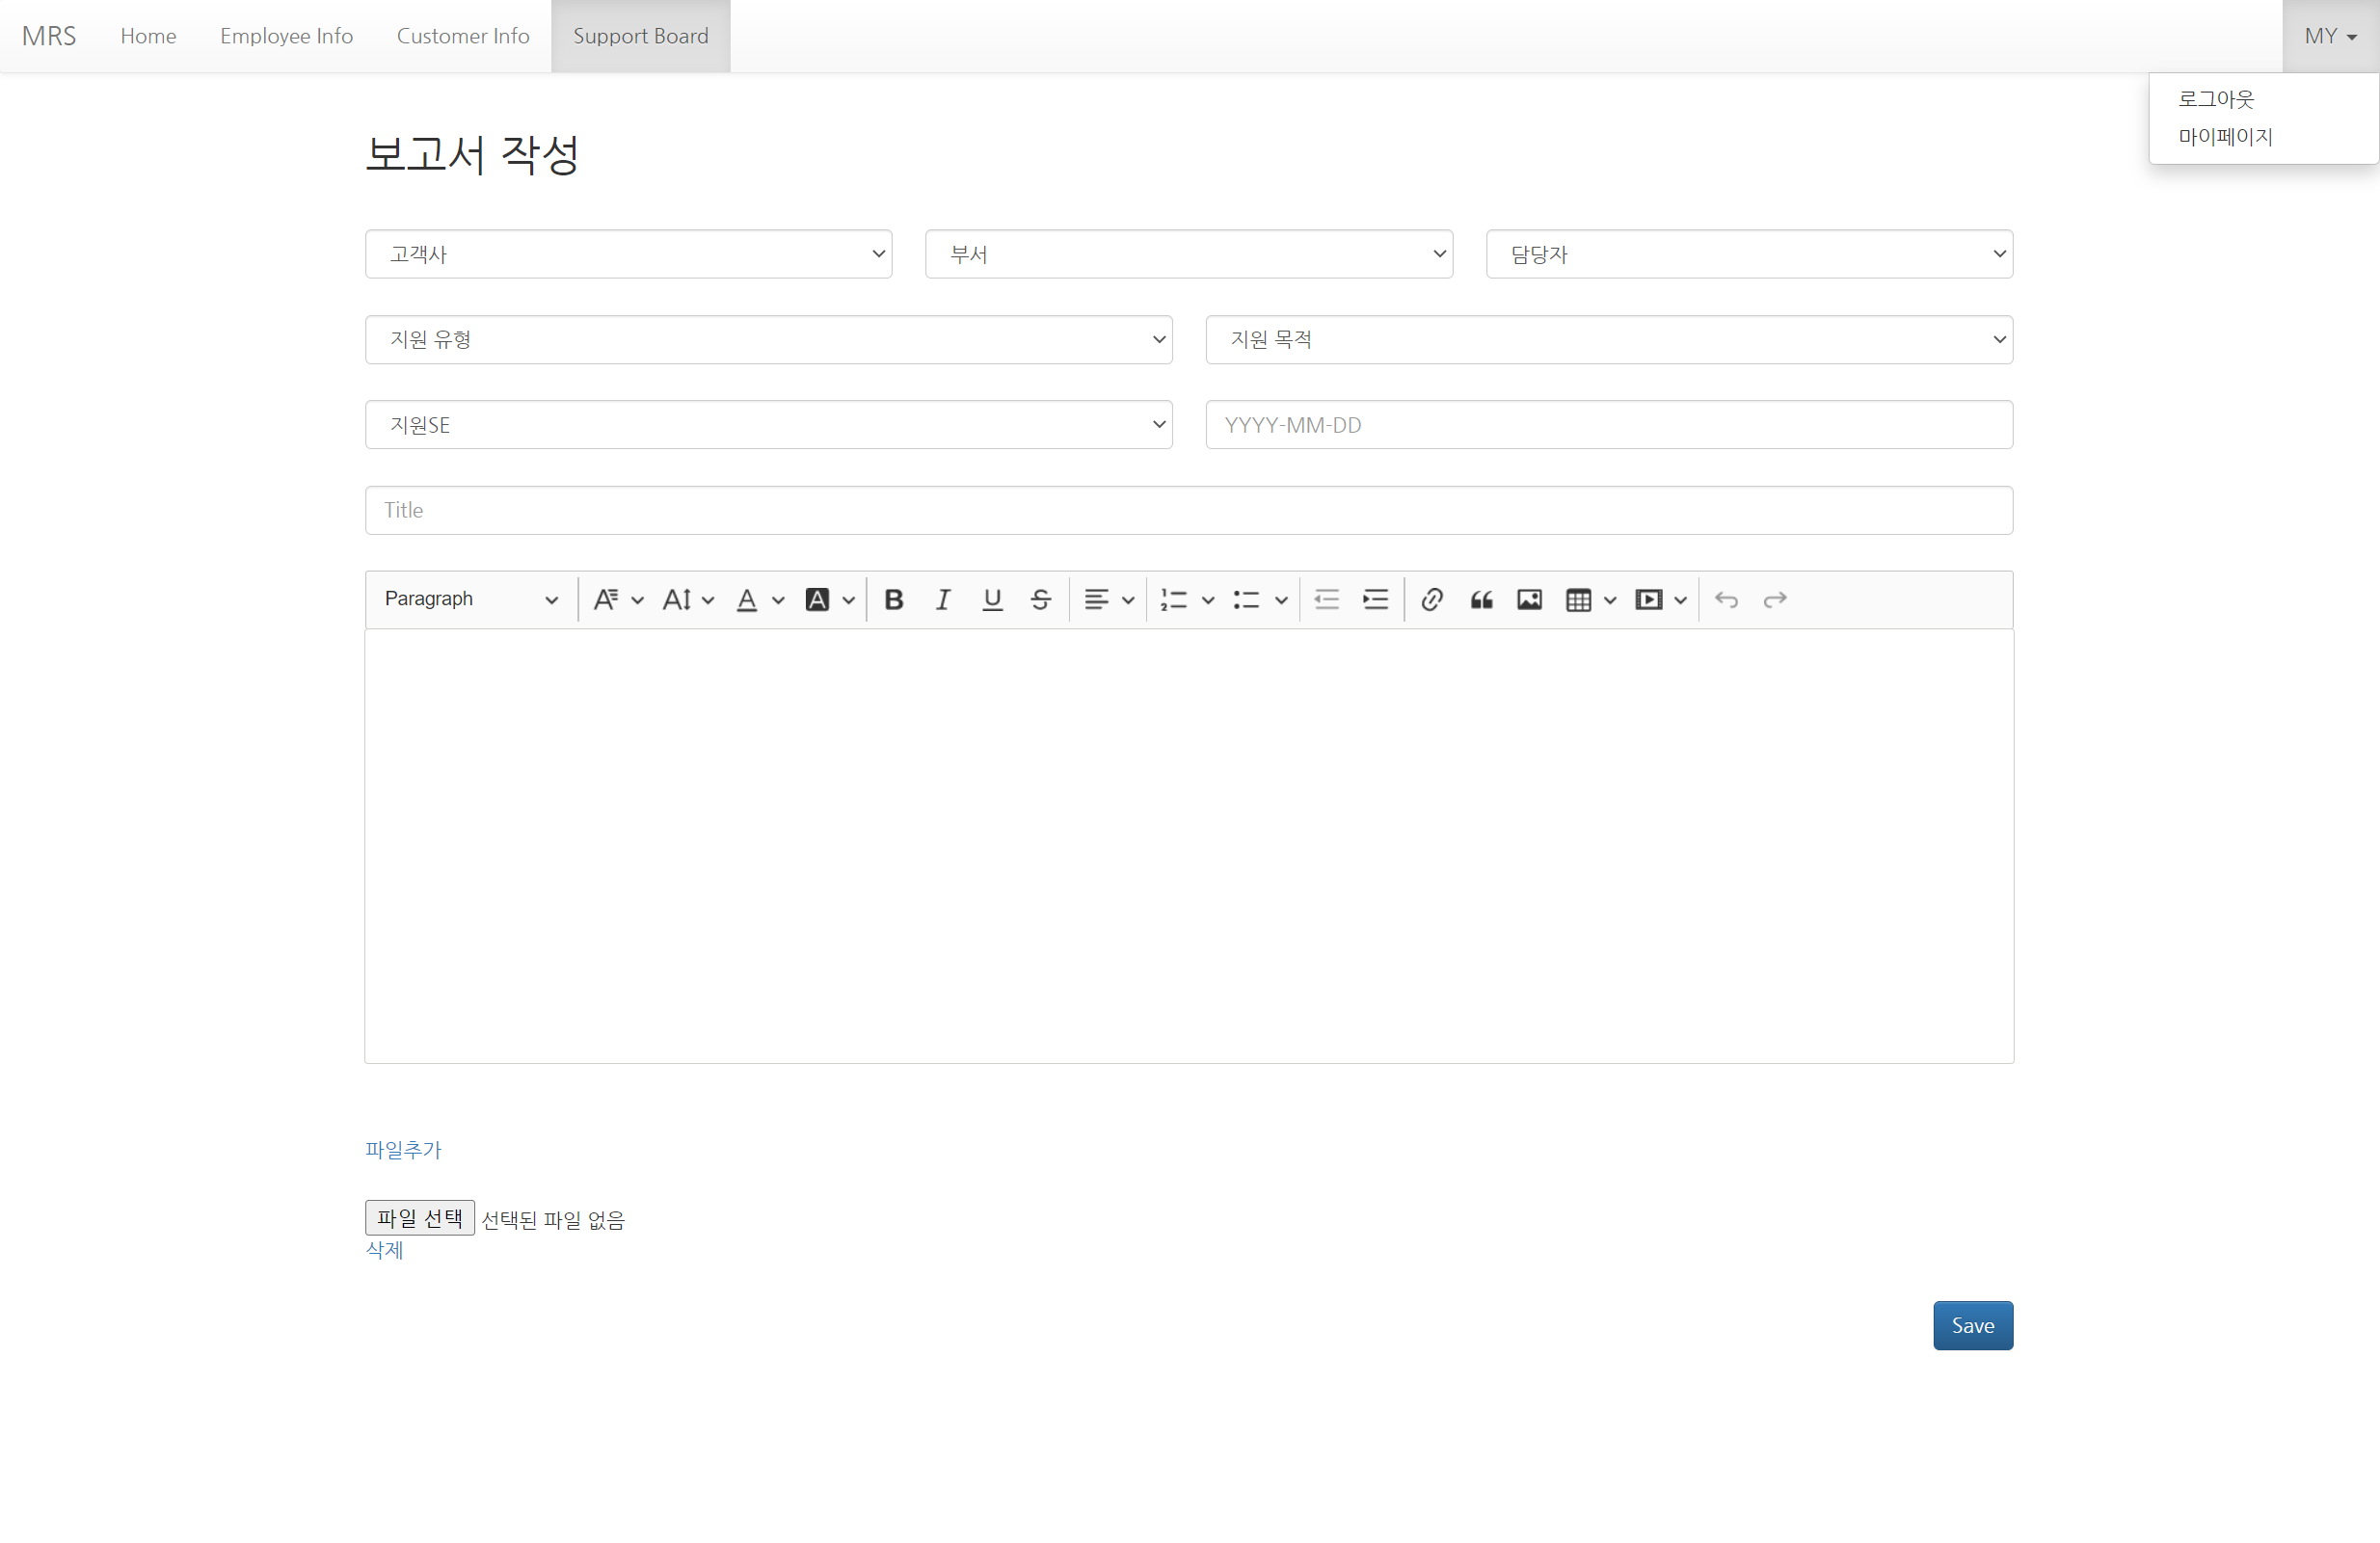 MRS Home Employee Info Customer Info Support Board MY
로그아웃
마이페이지
보고서 작성
고객사 부서 담당자
지원 유형 지원 목적
지원SE YYYY-MM-DD
Title
Paragraph
파일추가
파일 선택 선택된 파일 없음
삭제
Save